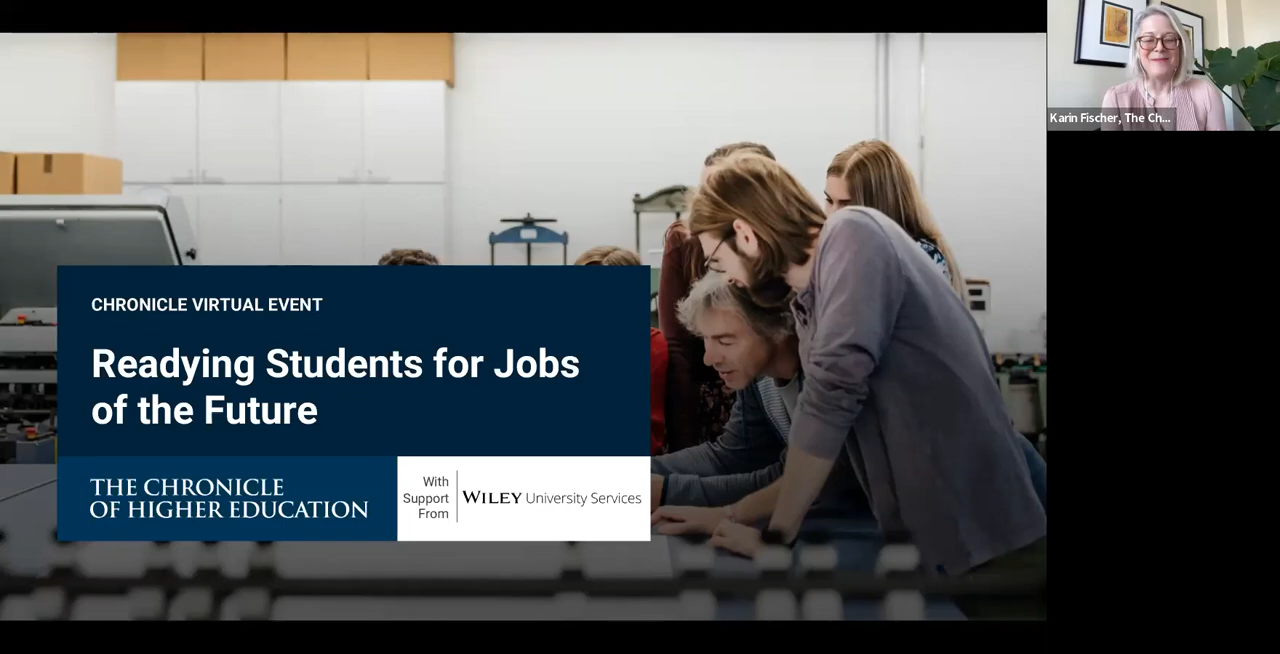 CHRONICLE VIRTUAL EVENT
Readying Students for Jobs
of the Future
THE CHRONICLE
OF HIGHER EDUCATION
With
Support
From
WILEY University Services
Karin Fischer, The Ch...